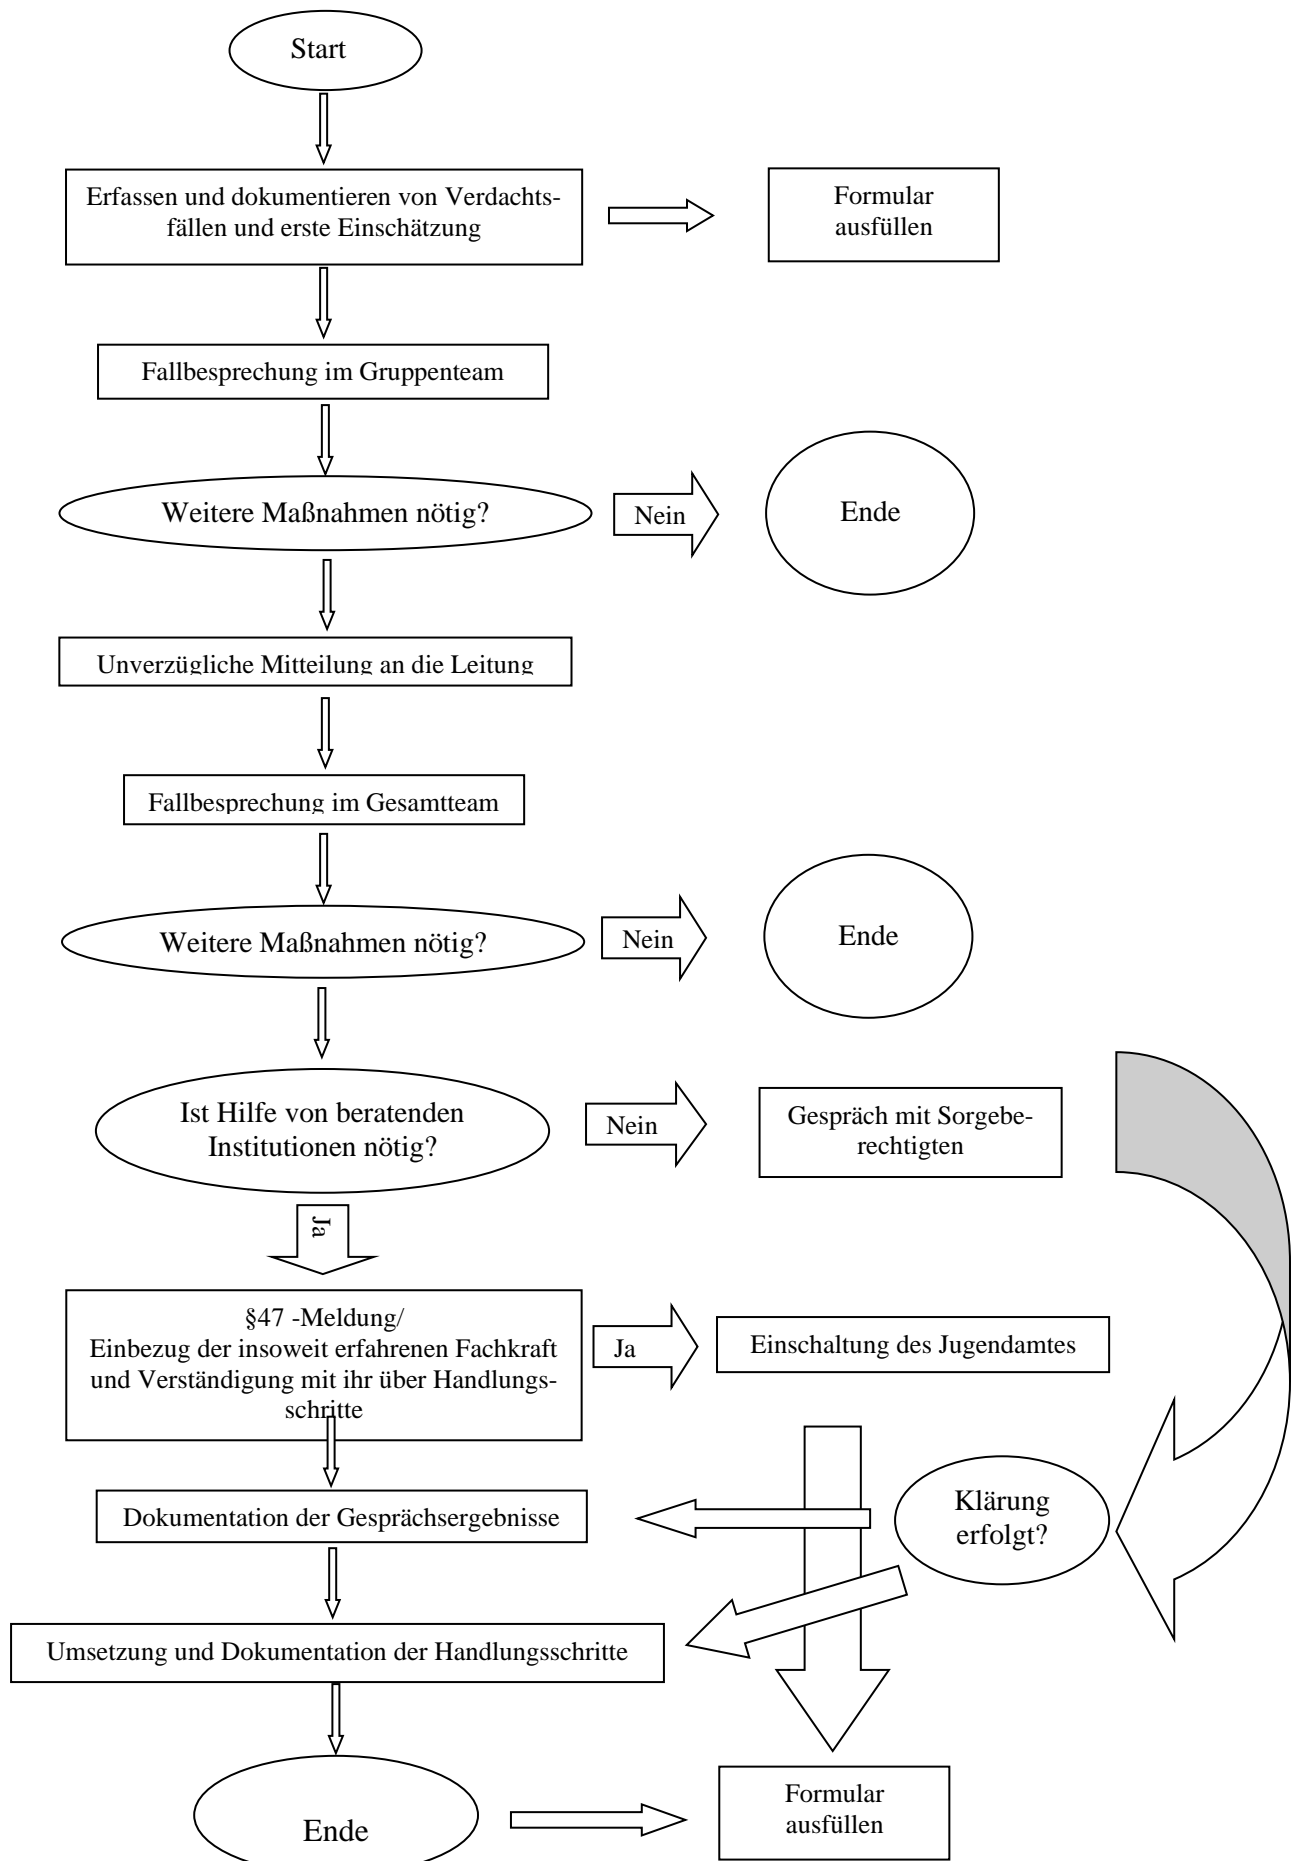 Start
Erfassen und dokumentieren von Verdachts-
fällen und erste Einschätzung
Formular
ausfüllen
Fallbesprechung im Gruppenteam
Weitere Maßnahmen nötig?
Nein
Ende
Unverzügliche Mitteilung an die Leitung
Fallbesprechung im Gesamtteam
Weitere Maßnahmen nötig?
Nein
Ende
Ist Hilfe von beratenden
Institutionen nötig?
Nein
Gespräch mit Sorgebe-
rechtigten
Ja
§47 -Meldung/
Einbezug der insoweit erfahrenen Fachkraft
und Verständigung mit ihr über Handlungs-
schritte
Ja
Einschaltung des Jugendamtes
Klärung
erfolgt?
Dokumentation der Gesprächsergebnisse
Umsetzung und Dokumentation der Handlungsschritte
Ende
Formular
ausfüllen